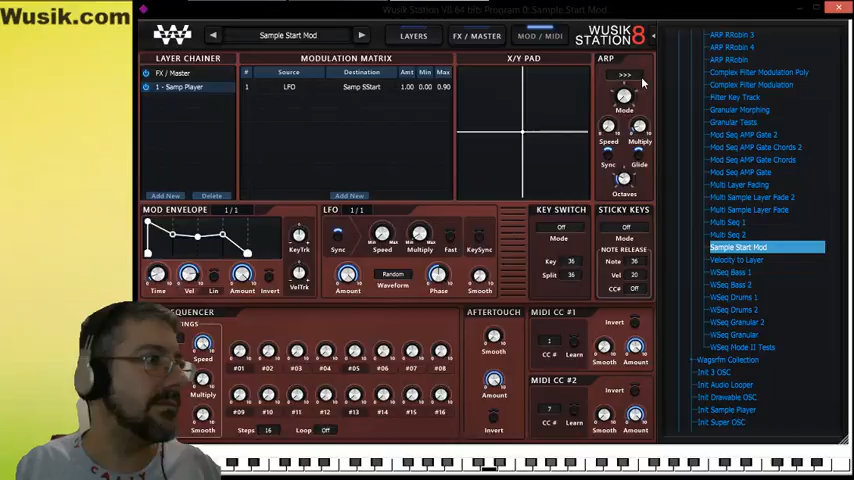 Wusik.com
Wusik Station V8 64 bits Program 0: Sample Start Mod
Sample Start Mod
LAYERS
FX / MASTER
MOD / MIDI
WUSIK
STATION8
LAYER CHAINER
FX / Master
1 - Samp Player
Add New
Delete
MODULATION MATRIX
# Source Destination Amt Min Max
1 LFO Samp SStart 1.00 0.00 0.90
Add New
X/Y PAD
ARP
>>>
Mode
Speed
Multiply
Sync
Glide
Octaves
MOD ENVELOPE
1/1
KeyTrk
Time
Vel
Lin
Amount
Invert
VelTrk
LFO
1/1
Sync
Speed
Multiply
Fast
KeySync
Amount
Random
Waveform
Phase
Smooth
KEY SWITCH
Off
Mode
Key 36
Split 36
STICKY KEYS
Off
Mode
NOTE RELEASE
Note 36
Vel 20
CC# Off
EQUENCER
NGS
Speed
Multiply
Smooth
#01 #02 #03 #04 #05 #06 #07 #08
#09 #10 #11 #12 #13 #14 #15 #16
Steps 16
Loop Off
AFTERTOUCH
Smooth
Amount
Invert
MIDI CC #1
Invert
1
CC #
Learn
Smooth
Amount
MIDI CC #2
Invert
7
CC #
Learn
Smooth
Amount
ARP RRobin 3
ARP RRobin 4
ARP RRobin
Complex Filter Modulation Poly
Complex Filter Modulation
Filter Key Track
Granular Morphing
Granular Tests
Mod Seq AMP Gate 2
Mod Seq AMP Gate Chords 2
Mod Seq AMP Gate Chords
Mod Seq AMP Gate
Multi Layer Fading
Multi Sample Layer Fade 2
Multi Sample Layer Fade
Multi Seq 1
Multi Seq 2
Sample Start Mod
Velocity to Layer
WSeq Bass 1
WSeq Bass 2
WSeq Drums 1
WSeq Drums 2
WSeq Granular 2
WSeq Granular
WSeq Mode II Tests
Wagsrfm Collection
Init 3 OSC
Init Audio Looper
Init Drawable OSC
Init Sample Player
Init Super OSC